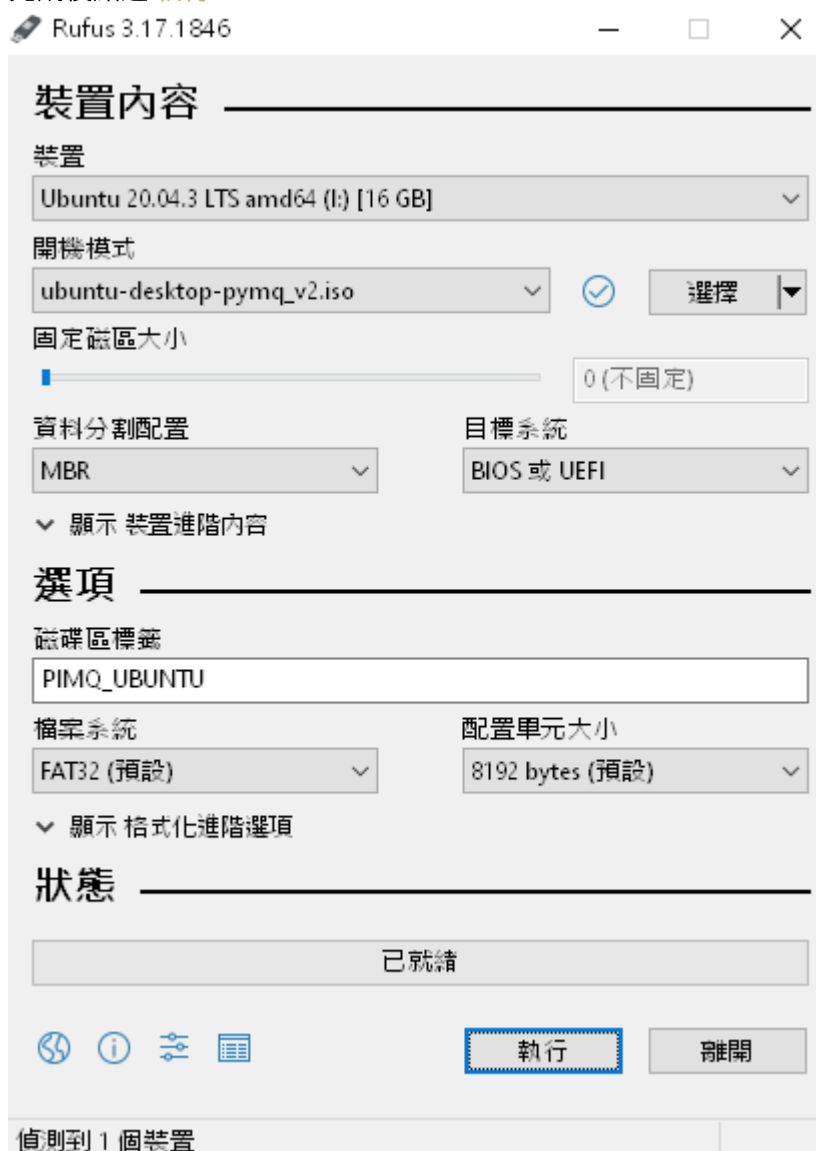 Rufus 3.17.1846
裝置內容
裝置
Ubuntu 20.04.3 LTS amd64 (I:) [16 GB]
開機模式
ubuntu-desktop-pymq_v2.iso
選擇
固定磁區大小
0 (不固定)
資料分割配置 目標系統
MBR BIOS 或 UEFI
顯示 裝置進階內容
選項
磁碟區標籤
PIMQ_UBUNTU
檔案系統 配置單元大小
FAT32 (預設) 8192 bytes (預設)
顯示 格式化進階選項
狀態
已就緒
執行 離開
偵測到 1 個裝置